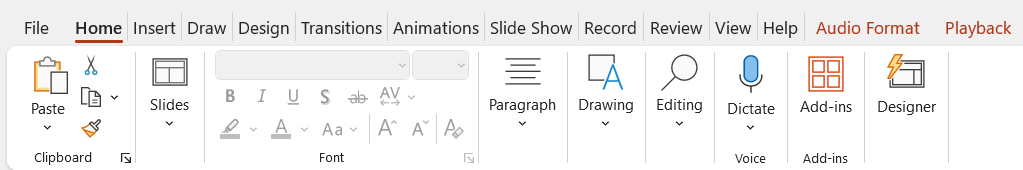 File Home Insert Draw Design Transitions Animations Slide Show Record Review View Help Audio Format Playback
Paste
Clipboard
Slides
B I U S ab AV
A Aa A A A
Font
Paragraph
Drawing
Editing
Dictate
Voice
Add-ins
Add-ins
Designer